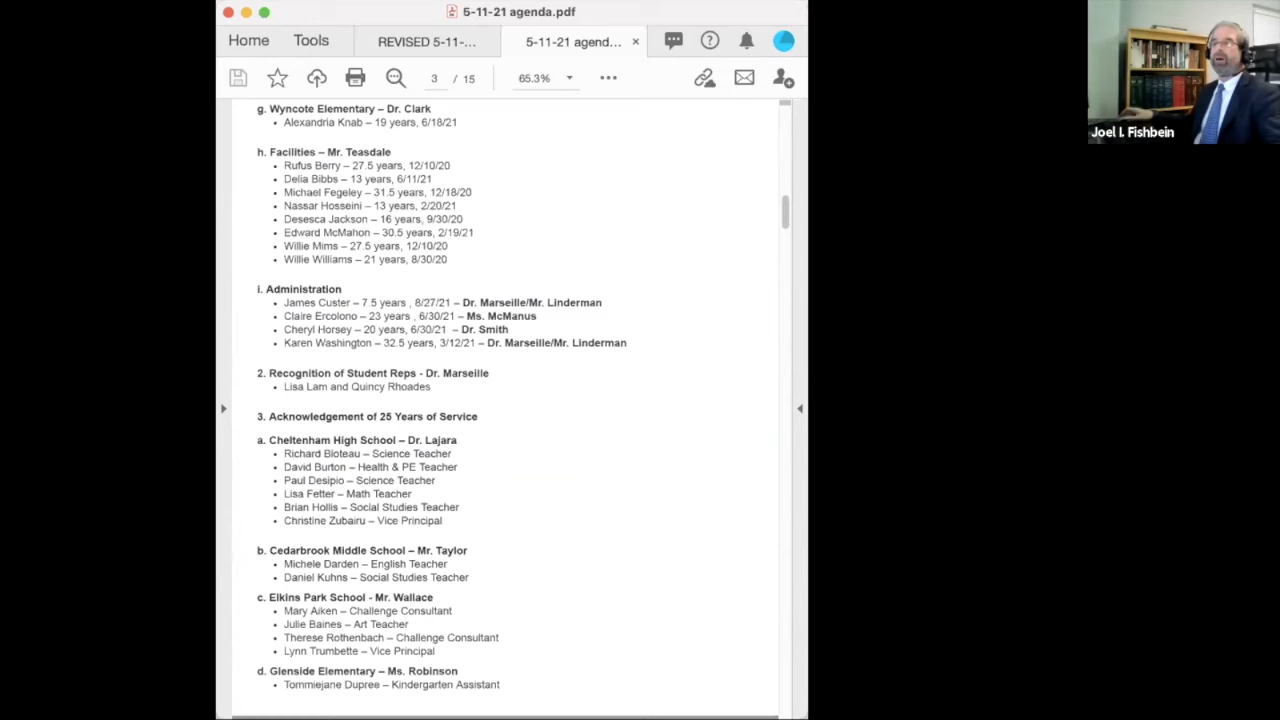 5-11-21 agenda.pdf
Home Tools REVISED 5-11-... 5-11-21 agend... ×
3 / 15 65.3%
g. Wyncote Elementary – Dr. Clark
• Alexandria Knab – 19 years, 6/18/21
h. Facilities – Mr. Teasdale
• Rufus Berry – 27.5 years, 12/10/20
• Delia Bibbs – 13 years, 6/11/21
• Michael Fegeley – 31.5 years, 12/18/20
• Nassar Hosseini – 13 years, 2/20/21
• Desesca Jackson – 16 years, 9/30/20
• Edward McMahon – 30.5 years, 2/19/21
• Willie Mims – 27.5 years, 12/10/20
• Willie Williams – 21 years, 8/30/20
i. Administration
• James Custer – 7.5 years , 8/27/21 – Dr. Marseille/Mr. Linderman
• Claire Ercolono – 23 years , 6/30/21 – Ms. McManus
• Cheryl Horsey – 20 years, 6/30/21 – Dr. Smith
• Karen Washington – 32.5 years, 3/12/21 – Dr. Marseille/Mr. Linderman
2. Recognition of Student Reps - Dr. Marseille
• Lisa Lam and Quincy Rhoades
3. Acknowledgement of 25 Years of Service
a. Cheltenham High School – Dr. Lajara
• Richard Bloteau – Science Teacher
• David Burton – Health & PE Teacher
• Paul Desipio – Science Teacher
• Lisa Fetter – Math Teacher
• Brian Hollis – Social Studies Teacher
• Christine Zubairu – Vice Principal
b. Cedarbrook Middle School – Mr. Taylor
• Michele Darden – English Teacher
• Daniel Kuhns – Social Studies Teacher
c. Elkins Park School - Mr. Wallace
• Mary Aiken – Challenge Consultant
• Julie Baines – Art Teacher
• Therese Rothenbach – Challenge Consultant
• Lynn Trumbette – Vice Principal
d. Glenside Elementary – Ms. Robinson
• Tommiejane Dupree – Kindergarten Assistant
Joel I. Fishbein